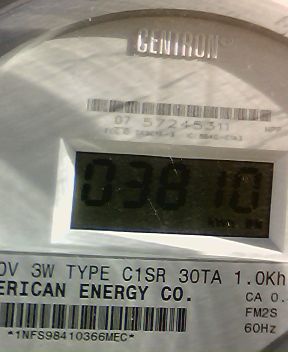 CENTRON®
07 57245311
03810
0V 3W TYPE C1SR 30TA 1.0Kh
ERICAN ENERGY CO.
CA 0.
FM2S
*1NFS98410366MEC*
60Hz